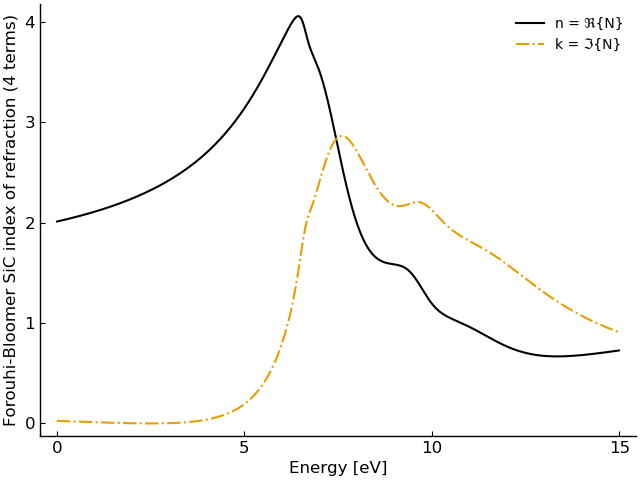 Forouhi-Bloomer SiC index of refraction (4 terms)
4
3
2
1
0
n = ℜ{N}
k = ℑ{N}
0 5 10 15
Energy [eV]